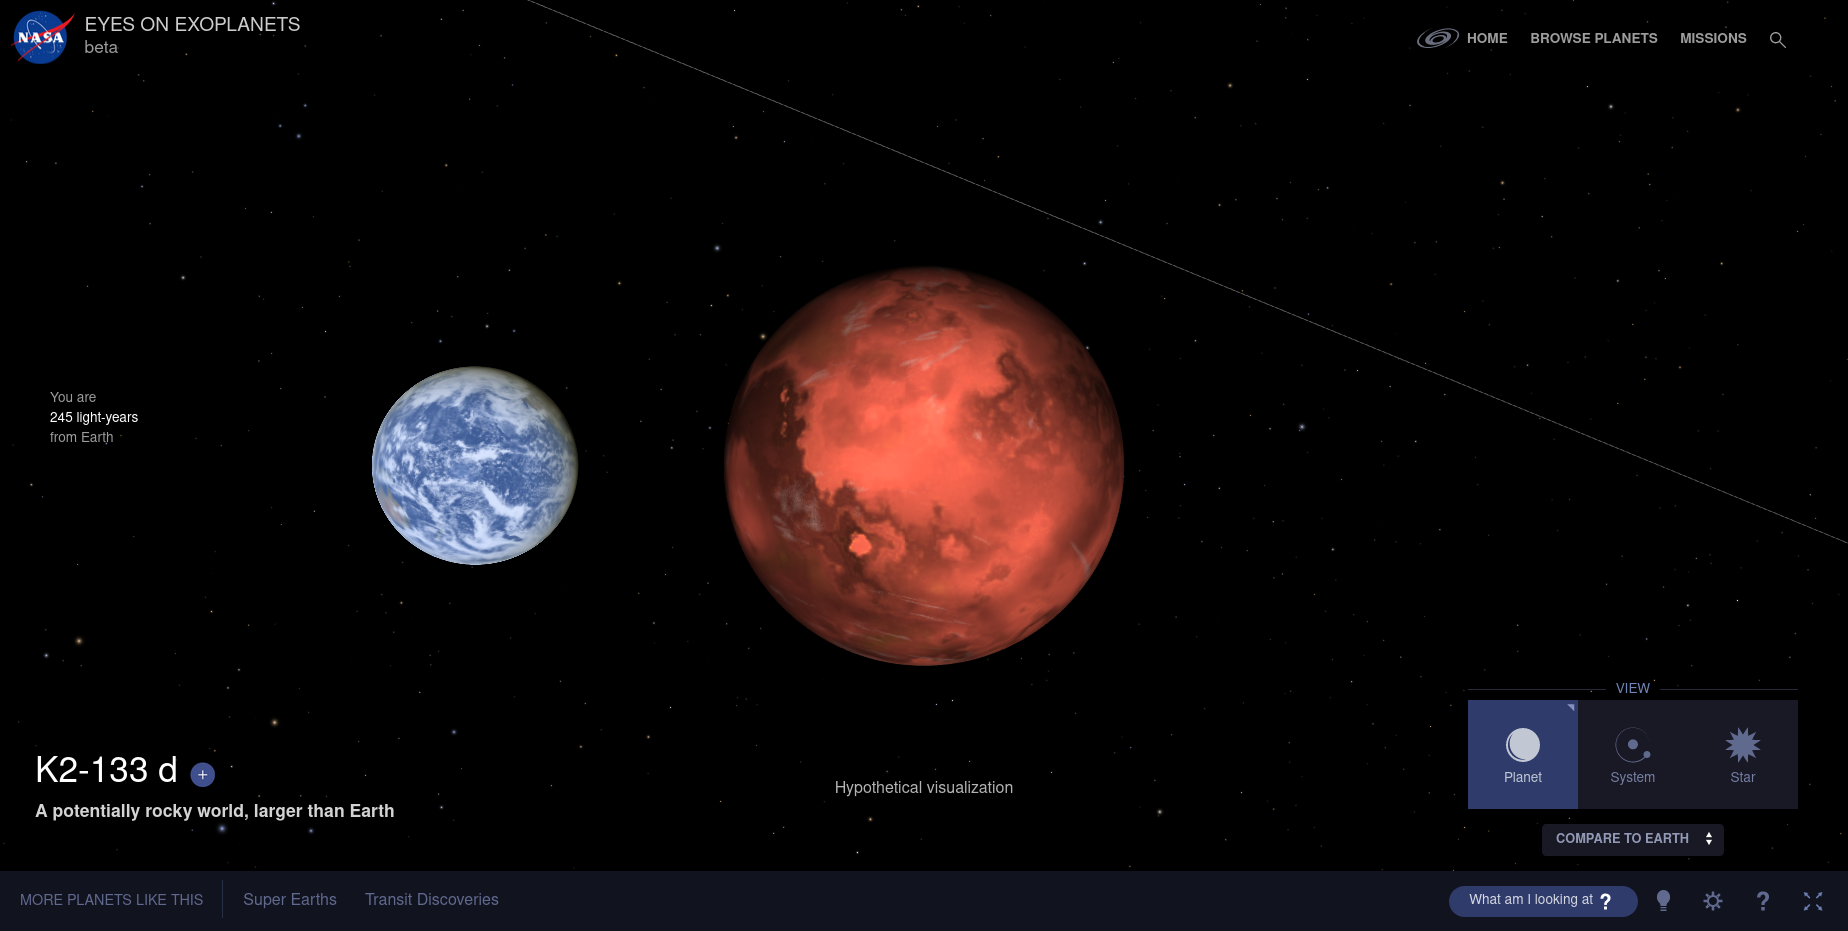 NASA
EYES ON EXOPLANETS
beta
HOME
BROWSE PLANETS
MISSIONS
You are
245 light-years
from Earth
K2-133 d +
A potentially rocky world, larger than Earth
Hypothetical visualization
VIEW
Planet
System
Star
COMPARE TO EARTH
MORE PLANETS LIKE THIS
Super Earths
Transit Discoveries
What am I looking at ?
?